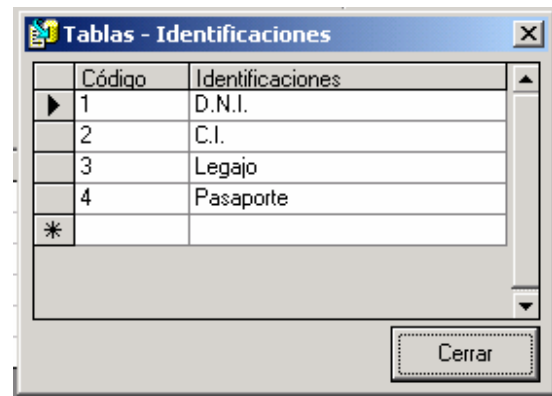 Tablas - Identificaciones
Código Identificaciones
1 D.N.I.
2 C.I.
3 Legajo
4 Pasaporte
Cerrar